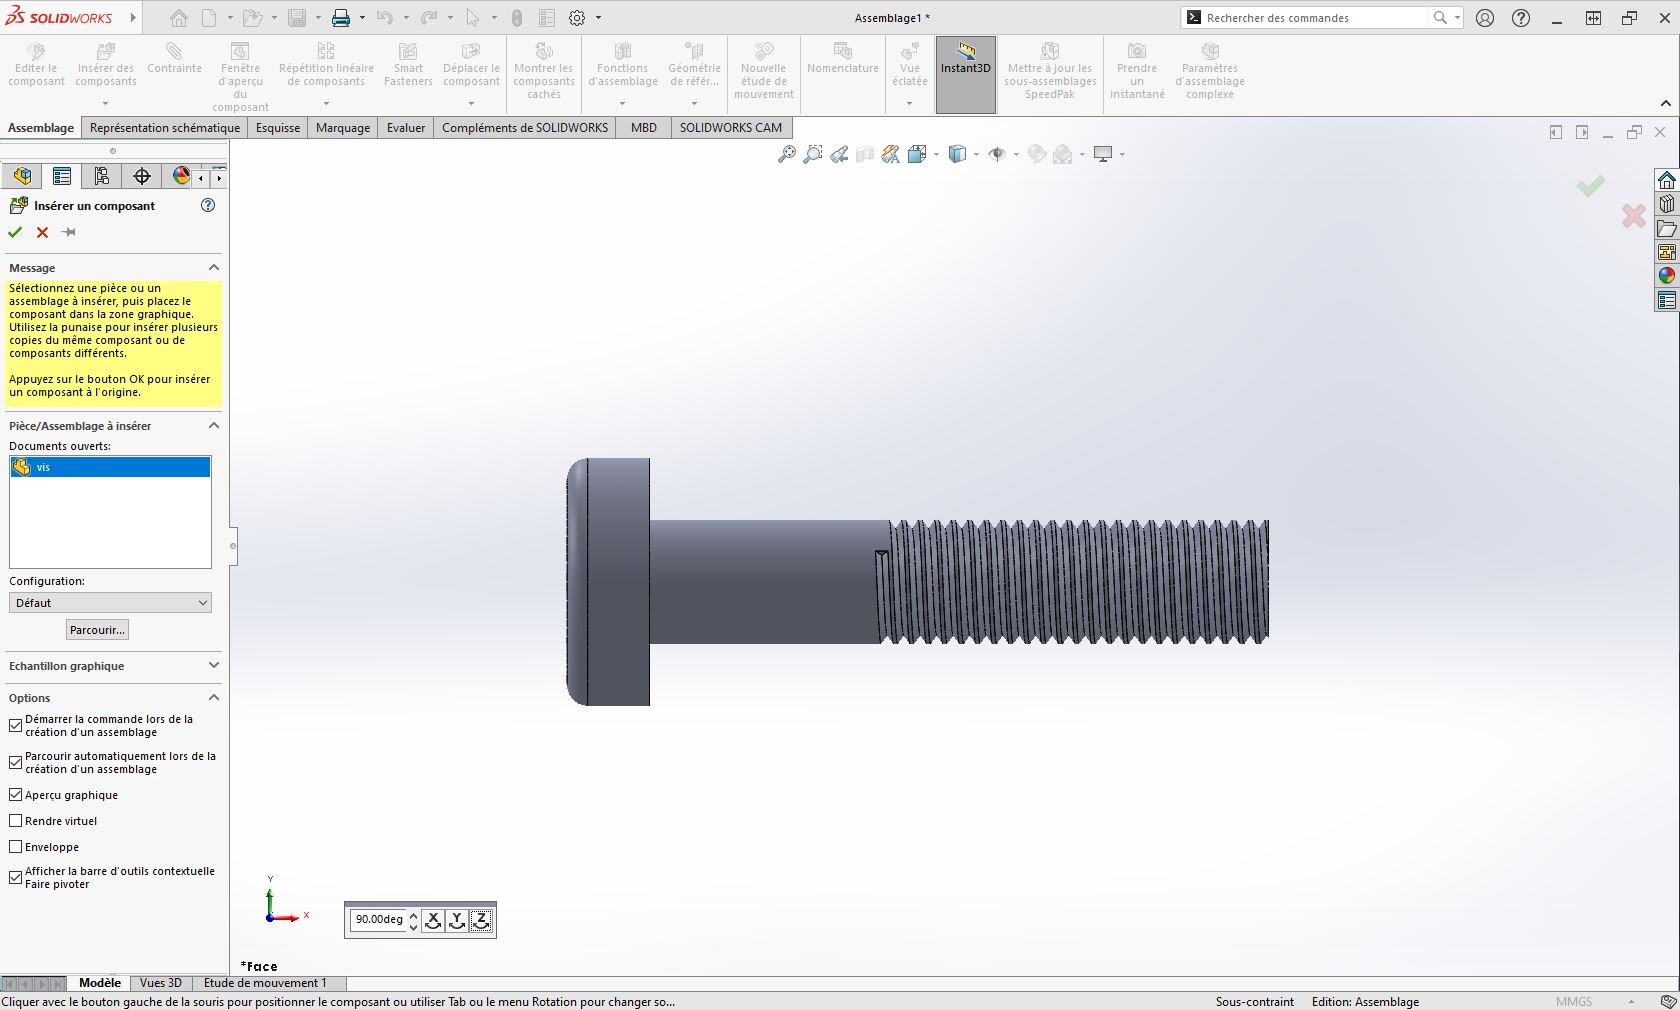 SOLIDWORKS
Assemblage1 *
Rechercher des commandes
Editer le
composant
Insérer des
composants
Contrainte
Fenêtre
d'aperçu
du
composant
Répétition linéaire
de composants
Smart
Fasteners
Déplacer le
composant
Montrer les
composants
cachés
Fonctions
d'assemblage
Géométrie
de référ...
Nouvelle
étude de
mouvement
Nomenclature
Vue
éclatée
Instant3D
Mettre à jour les
sous-assemblages
SpeedPak
Prendre
un
instantané
Paramètres
d'assemblage
complexe
Assemblage
Représentation schématique
Esquisse
Marquage
Evaluer
Compléments de SOLIDWORKS
MBD
SOLIDWORKS CAM
Insérer un composant
Message
Sélectionnez une pièce ou un
assemblage à insérer, puis placez le
composant dans la zone graphique.
Utilisez la punaise pour insérer plusieurs
copies du même composant ou de
composants différents.
Appuyez sur le bouton OK pour insérer
un composant à l'origine.
Pièce/Assemblage à insérer
Documents ouverts:
vis
Configuration:
Défaut
Parcourir...
Echantillon graphique
Options
Démarrer la commande lors de la
création d'un assemblage
Parcourir automatiquement lors de la
création d'un assemblage
Aperçu graphique
Rendre virtuel
Enveloppe
Afficher la barre d'outils contextuelle
Faire pivoter
Y
X
90.00deg
X
Y
Z
*Face
Modèle
Vues 3D
Etude de mouvement 1
Cliquer avec le bouton gauche de la souris pour positionner le composant ou utiliser Tab ou le menu Rotation pour changer so...
Sous-contraint
Edition: Assemblage
MMGS